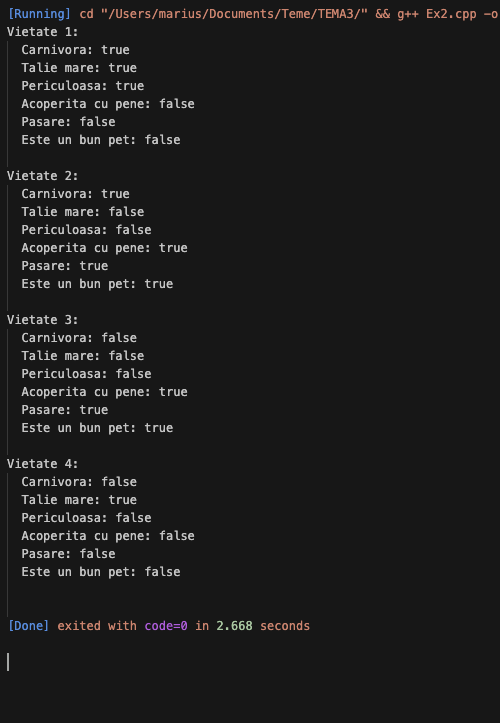 [Running] cd "/Users/marius/Documents/Teme/TEMA3/" && g++ Ex2.cpp -o
Vietate 1:
Carnivora: true
Talie mare: true
Periculoasa: true
Acoperita cu pene: false
Pasare: false
Este un bun pet: false
Vietate 2:
Carnivora: true
Talie mare: false
Periculoasa: false
Acoperita cu pene: true
Pasare: true
Este un bun pet: true
Vietate 3:
Carnivora: false
Talie mare: false
Periculoasa: false
Acoperita cu pene: true
Pasare: true
Este un bun pet: true
Vietate 4:
Carnivora: false
Talie mare: true
Periculoasa: false
Acoperita cu pene: false
Pasare: false
Este un bun pet: false
[Done] exited with code=0 in 2.668 seconds